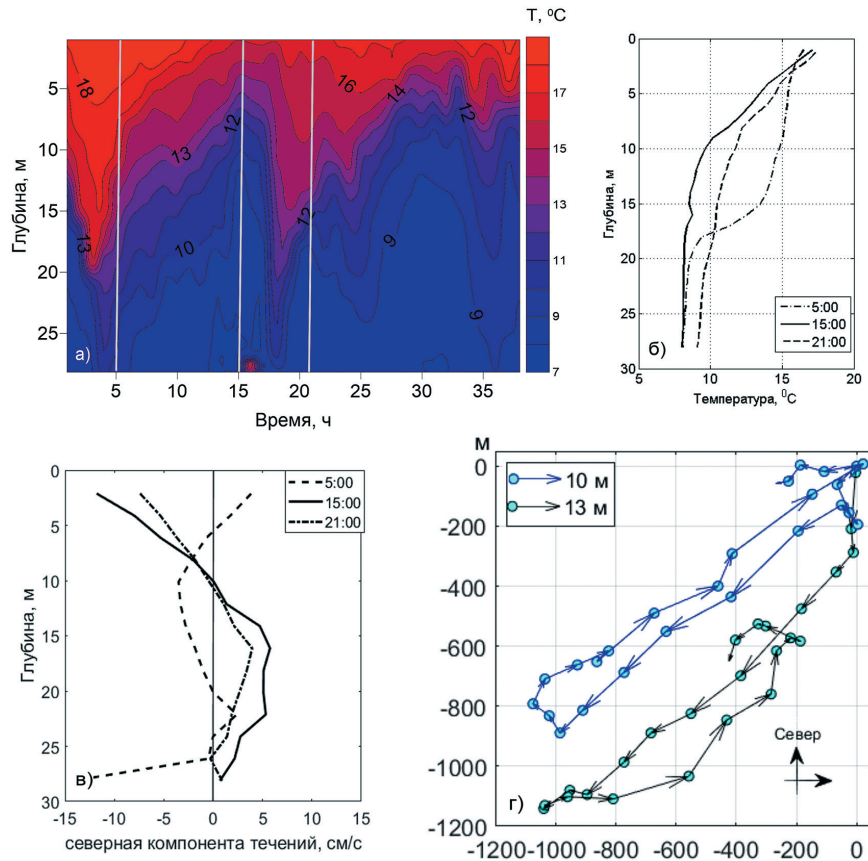 T, ºC
18
16
14
12
13
12
13
10
12
9
9
5
10
15
20
25
Глубина, м
а)
5 10 15 20 25 30 35
Время, ч
17
15
13
11
9
7
0
5
10
15
20
25
30
Глубина, м
5:00
15:00
21:00
б)
5 10 15 20
Температура, ⁰C
0
5
10
15
20
25
30
Глубина, м
5:00
15:00
21:00
в)
-15 -10 -5 0 5 10 15
северная компонента течений, см/с
м
0
-200
-400
-600
-800
-1000
-1200
10 м
13 м
Север
г)
-1200 -1000 -800 -600 -400 -200 0